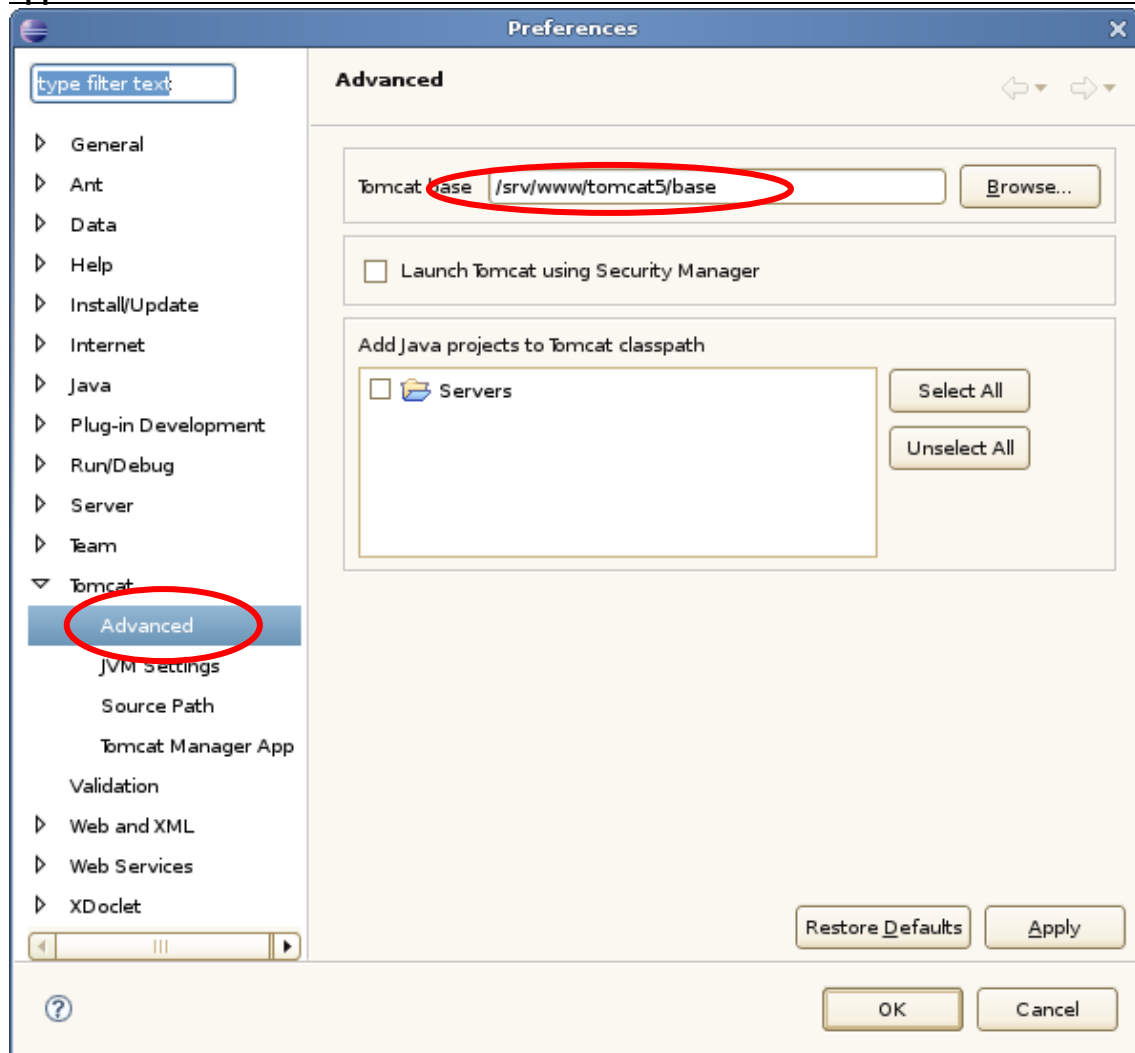 Preferences
type filter text
Advanced
General
Ant
Data
Help
Install/Update
Internet
Java
Plug-in Development
Run/Debug
Server
Team
Tomcat
Advanced
JVM Settings
Source Path
Tomcat Manager App
Validation
Web and XML
Web Services
XDoclet
Tomcat base /srv/www/tomcat5/base Browse...
Launch Tomcat using Security Manager
Add Java projects to Tomcat classpath
Servers
Select All
Unselect All
Restore Defaults Apply
OK Cancel